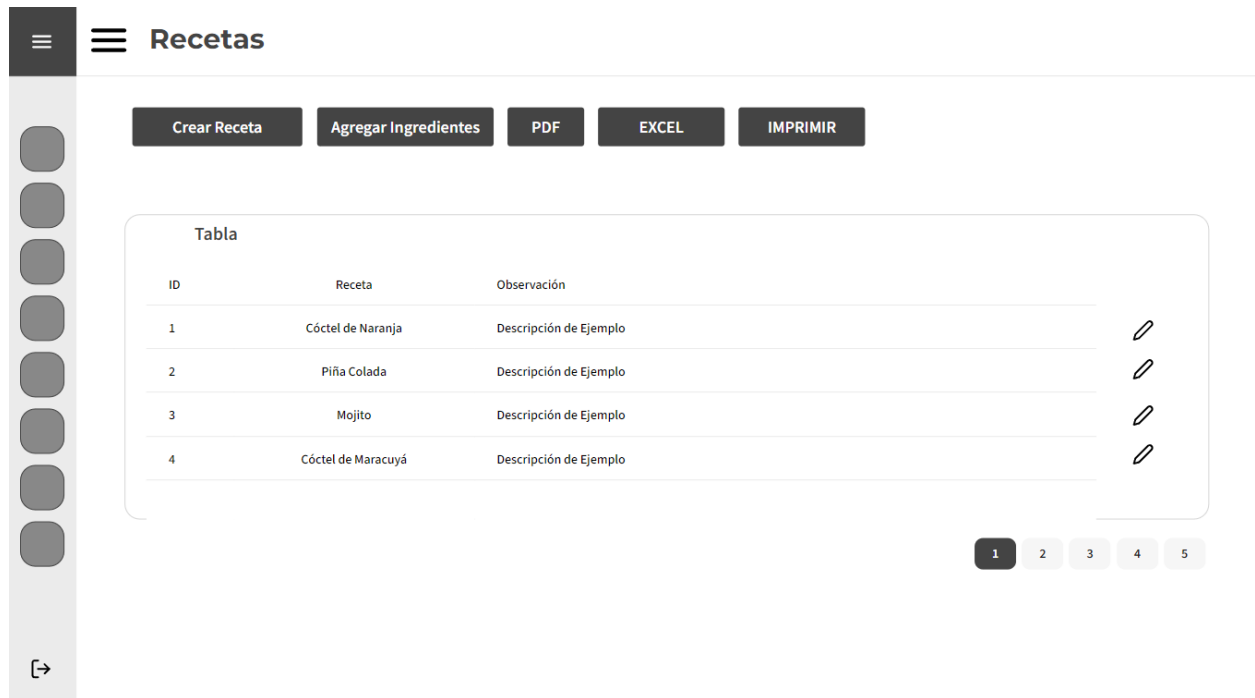 Recetas
Crear Receta Agregar Ingredientes PDF EXCEL IMPRIMIR
Tabla
ID Receta Observación
1 Cóctel de Naranja Descripción de Ejemplo
2 Piña Colada Descripción de Ejemplo
3 Mojito Descripción de Ejemplo
4 Cóctel de Maracuyá Descripción de Ejemplo
1 2 3 4 5